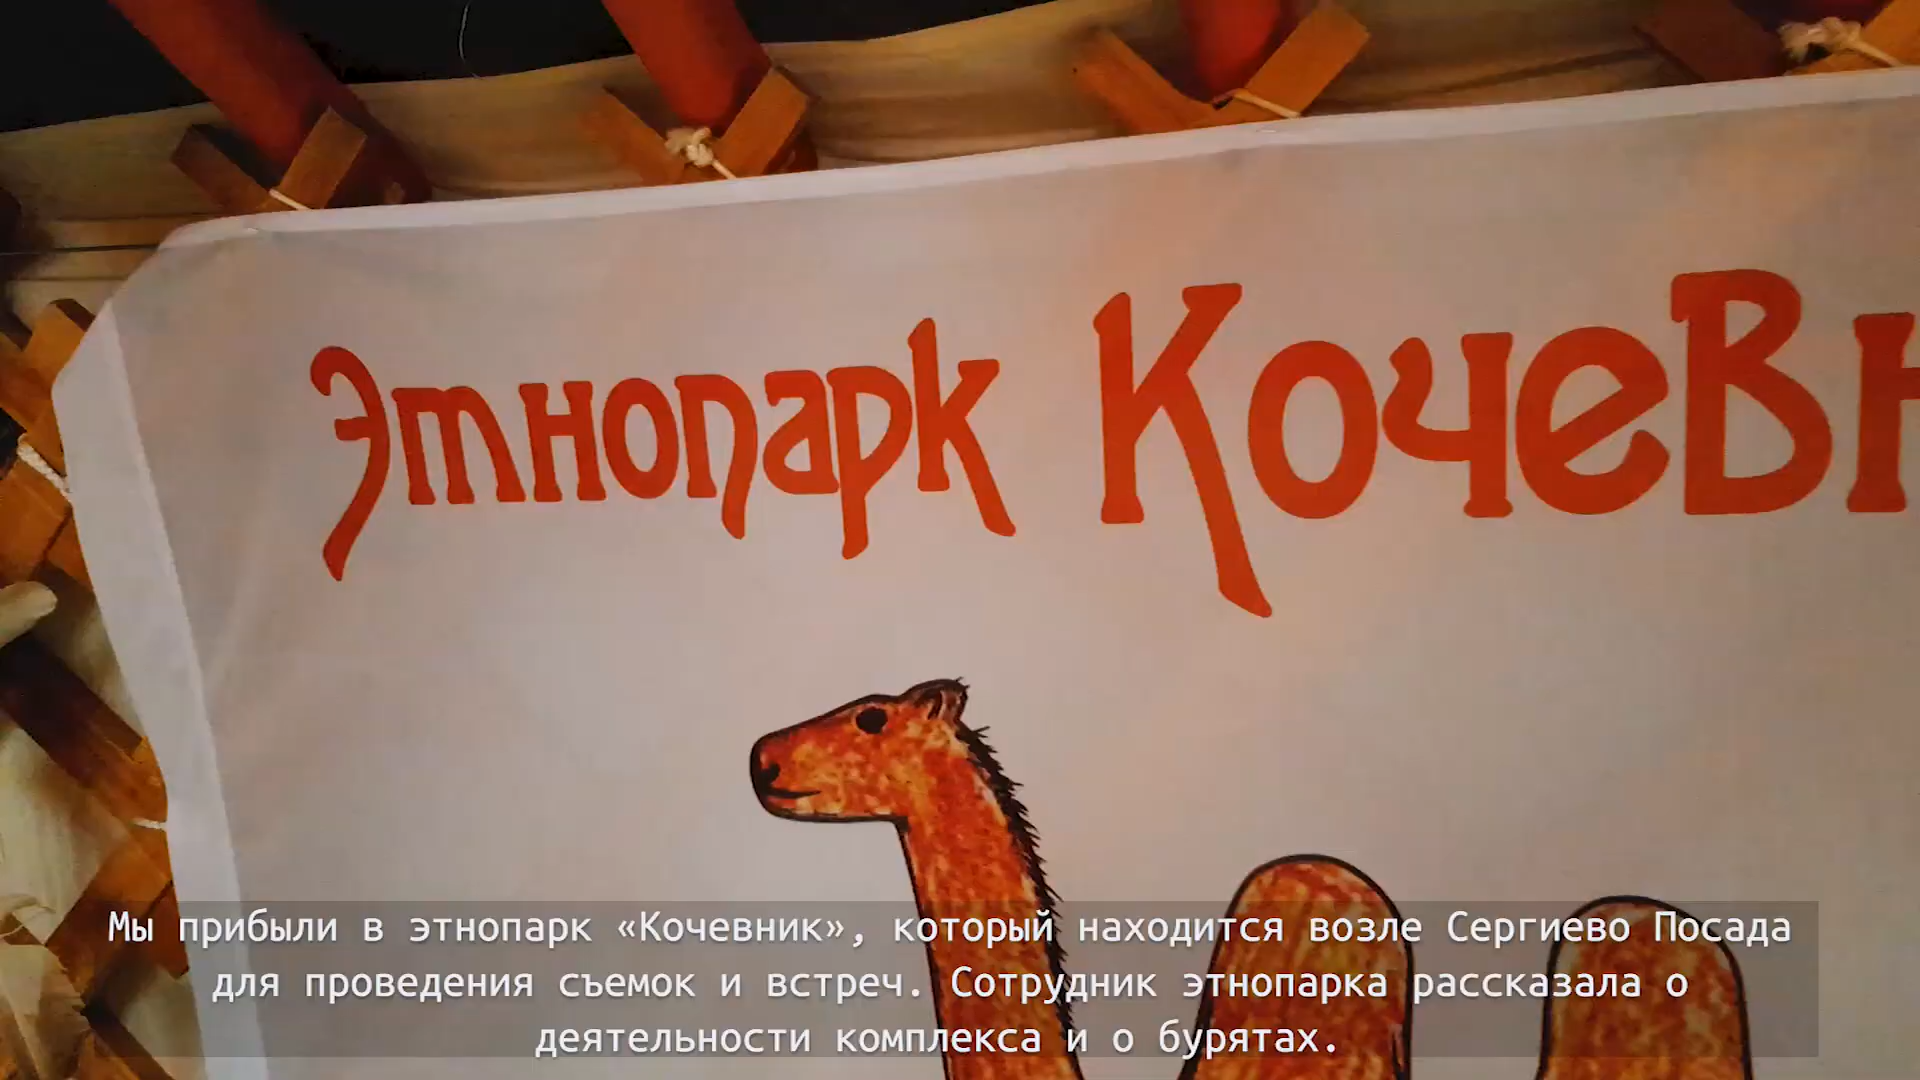 Этнопарк Кочевн
Мы прибыли в этнопарк «Кочевник», который находится возле Сергиево Посада
для проведения съемок и встреч. Сотрудник этнопарка рассказала о
деятельности комплекса и о бурятах.